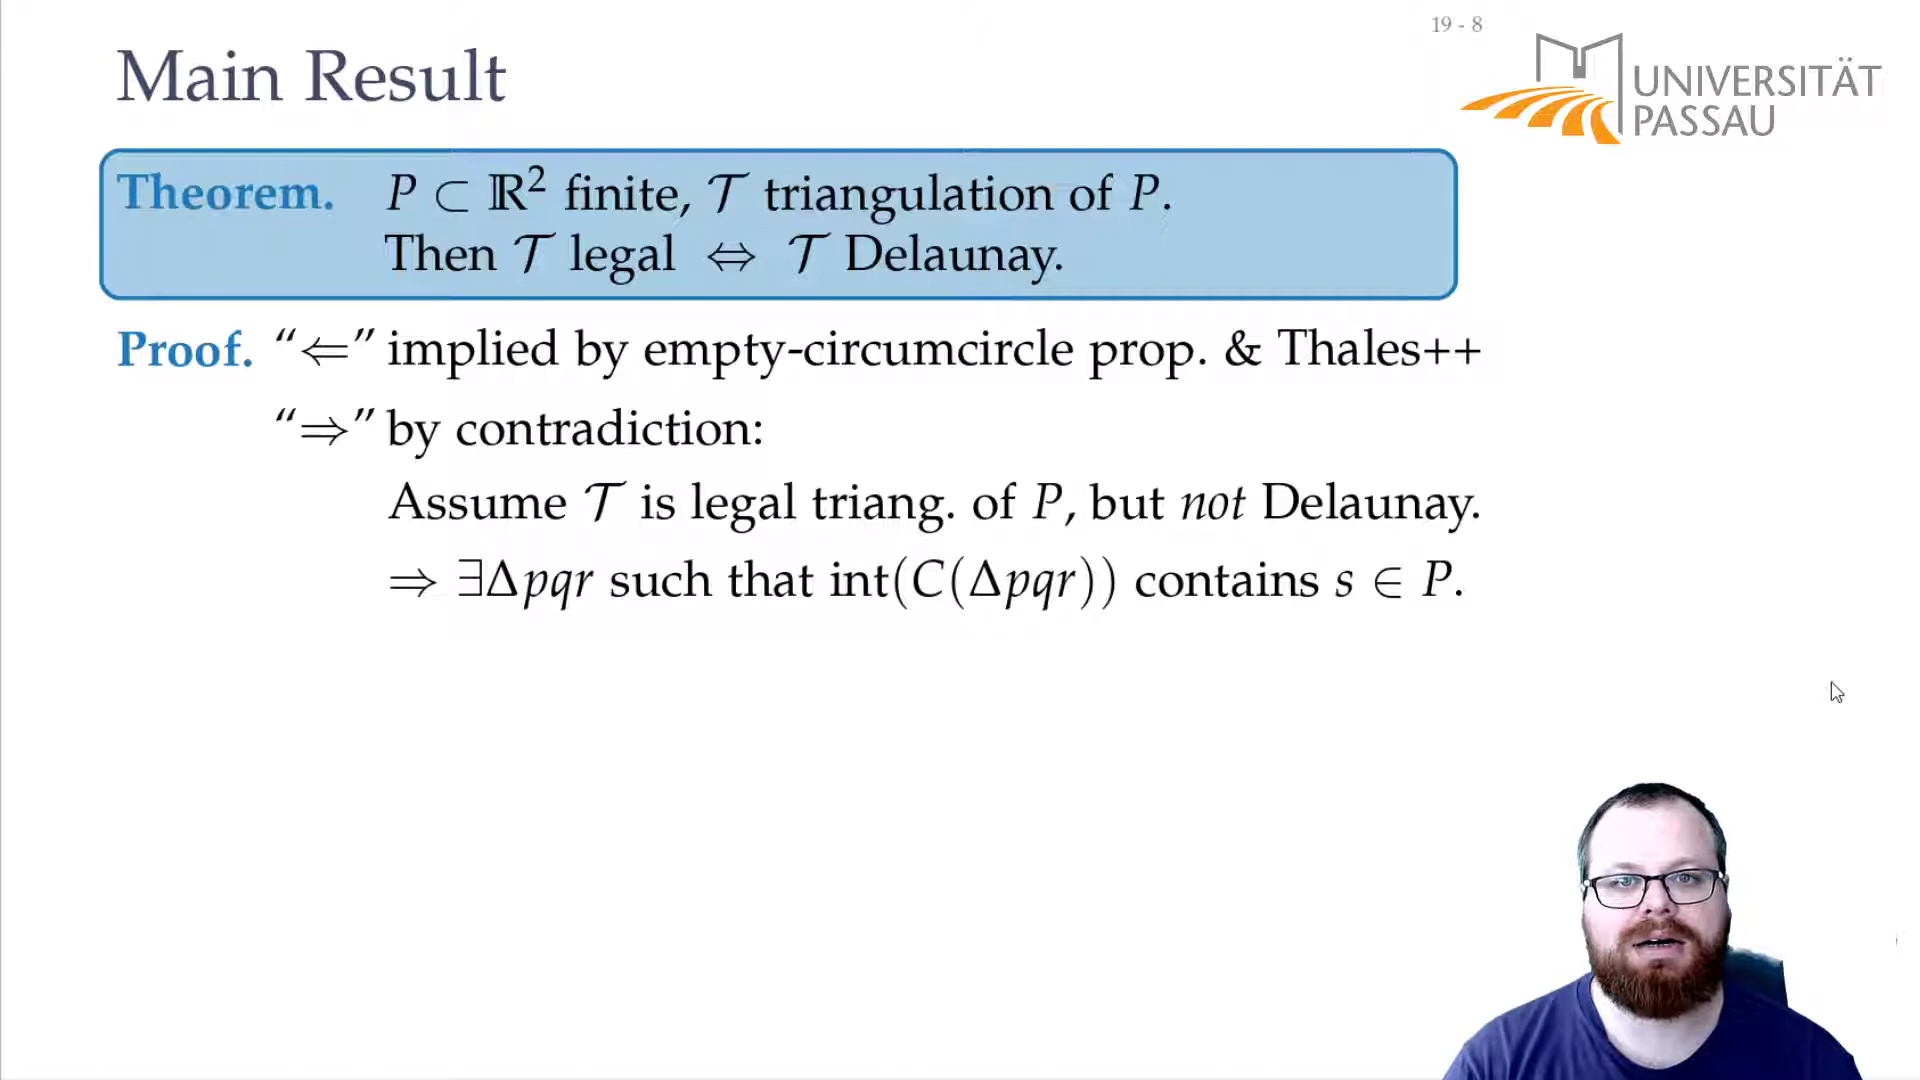 19 - 8
Main Result
UNIVERSITÄT
PASSAU
Theorem. P ⊂ ℝ² finite, 𝒯 triangulation of P.
Then 𝒯 legal ⇔ 𝒯 Delaunay.
Proof. “⇐” implied by empty-circumcircle prop. & Thales++
“⇒” by contradiction:
Assume 𝒯 is legal triang. of P, but not Delaunay.
⇒ ∃Δpqr such that int(C(Δpqr)) contains s ∈ P.